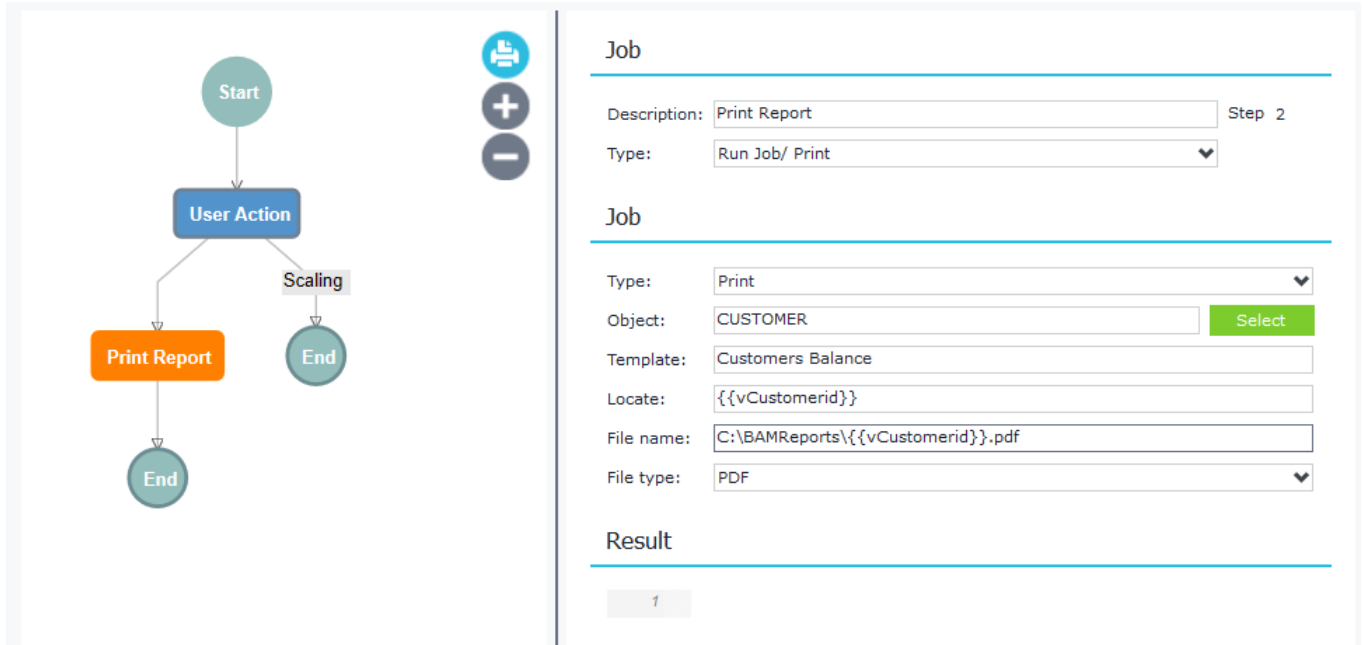 Start
User Action
Scaling
Print Report
End
End
Job
Description: Print Report Step 2
Type: Run Job/ Print
Job
Type: Print
Object: CUSTOMER Select
Template: Customers Balance
Locate: {{vCustomerid}}
File name: C:\BAMReports\{{vCustomerid}}.pdf
File type: PDF
Result
1